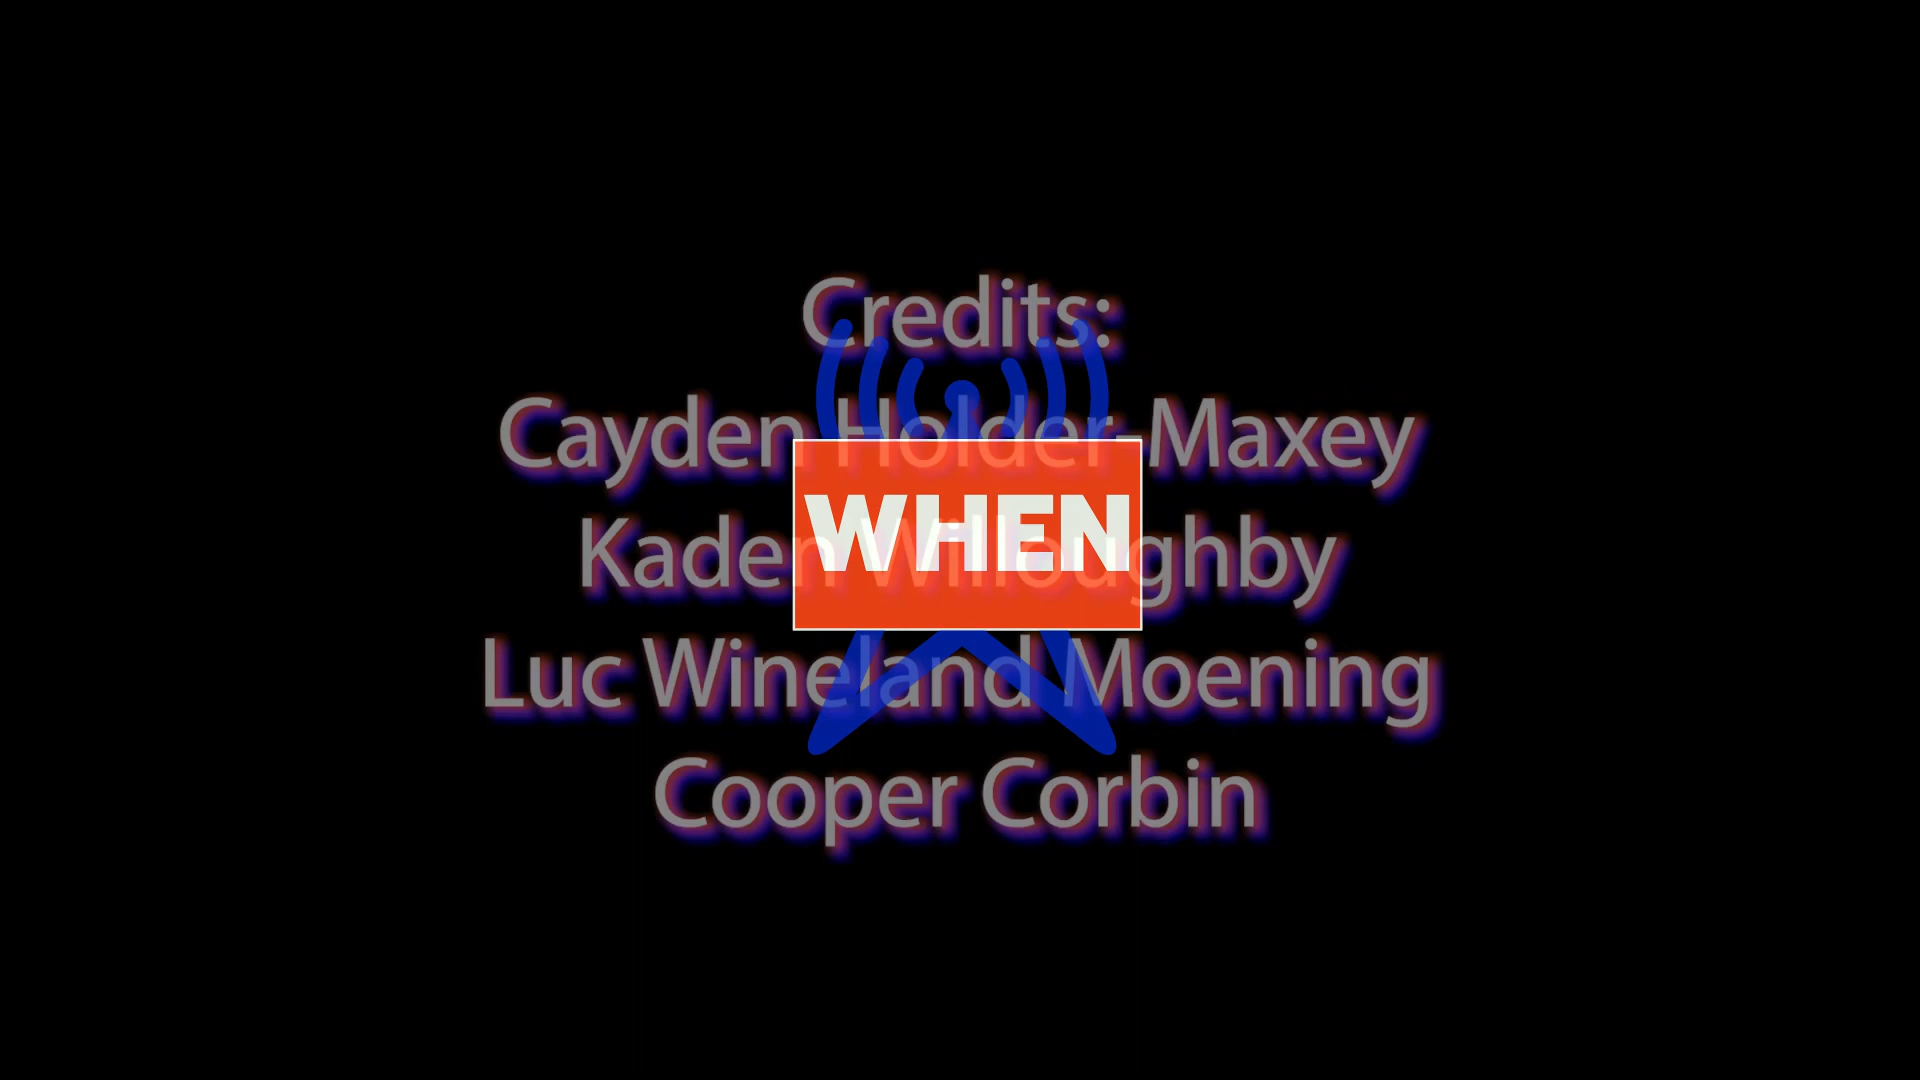 Credits:
Cayden Holder-Maxey
WHEN
Kaden Willoughby
Luc Wineland Moening
Cooper Corbin